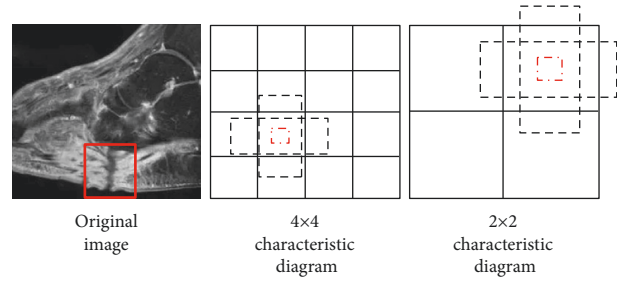 Original
image
4×4
characteristic
diagram
2×2
characteristic
diagram